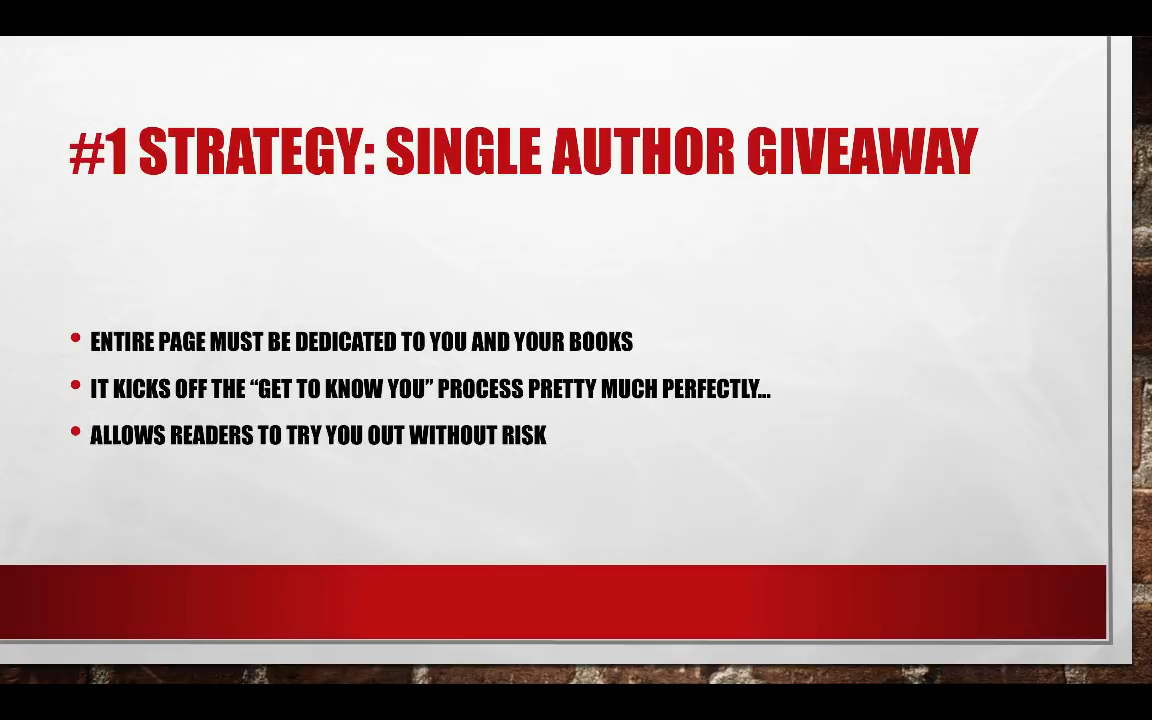 #1 STRATEGY: SINGLE AUTHOR GIVEAWAY
• ENTIRE PAGE MUST BE DEDICATED TO YOU AND YOUR BOOKS
• IT KICKS OFF THE “GET TO KNOW YOU” PROCESS PRETTY MUCH PERFECTLY...
• ALLOWS READERS TO TRY YOU OUT WITHOUT RISK